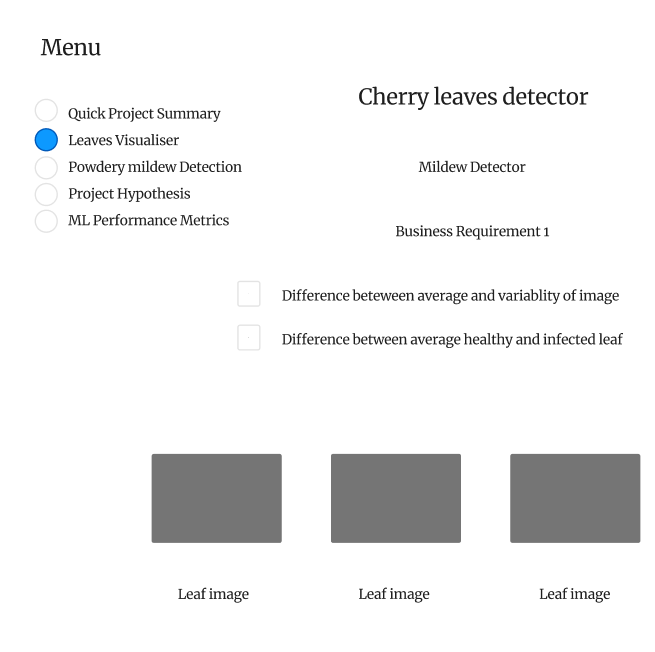 Menu
Quick Project Summary
Leaves Visualiser
Powdery mildew Detection
Project Hypothesis
ML Performance Metrics
Cherry leaves detector
Mildew Detector
Business Requirement 1
Difference beteween average and variablity of image
Difference between average healthy and infected leaf
Leaf image
Leaf image
Leaf image